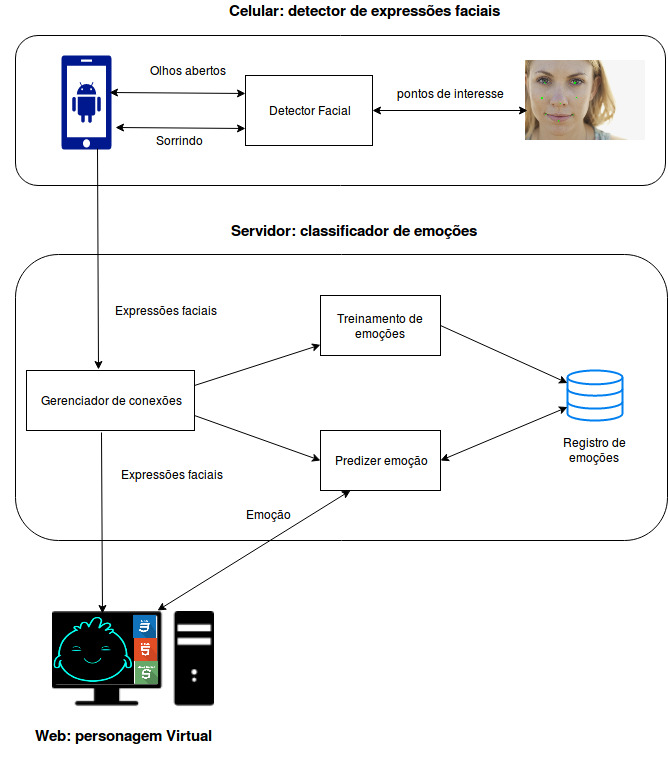 Celular: detector de expressões faciais
Olhos abertos
Detector Facial
pontos de interesse
Sorrindo
Servidor: classificador de emoções
Expressões faciais
Treinamento de
emoções
Gerenciador de conexões
Registro de
emoções
Predizer emoção
Expressões faciais
Emoção
Web: personagem Virtual